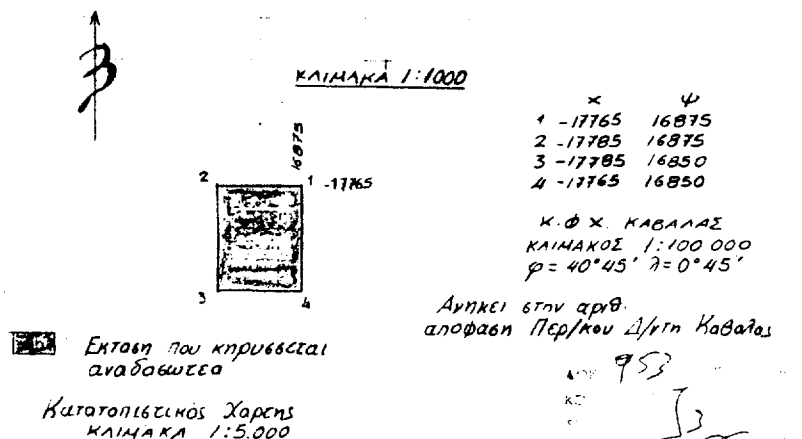 ΚΛΙΜΑΚΑ 1:1000
χ ψ
1 -17765 16875
2 -17785 16875
3 -17785 16850
4 -17765 16850
16875
2 1 -17765
3 4
Κ.Φ Χ. ΚΑΒΑΛΑΣ
ΚΛΙΜΑΚΟΣ 1:100 000
φ= 40°45' λ= 0°45'
Ανηκει στην αριθ.
αποφαση Περ/κου Δ/ντη Καβαλας
953
Εκταση που κηρυσσεται
αναδασωτεα
Κατατοπιστικός Χαρτης
ΚΛΙΜΑΚΑ 1:5.000